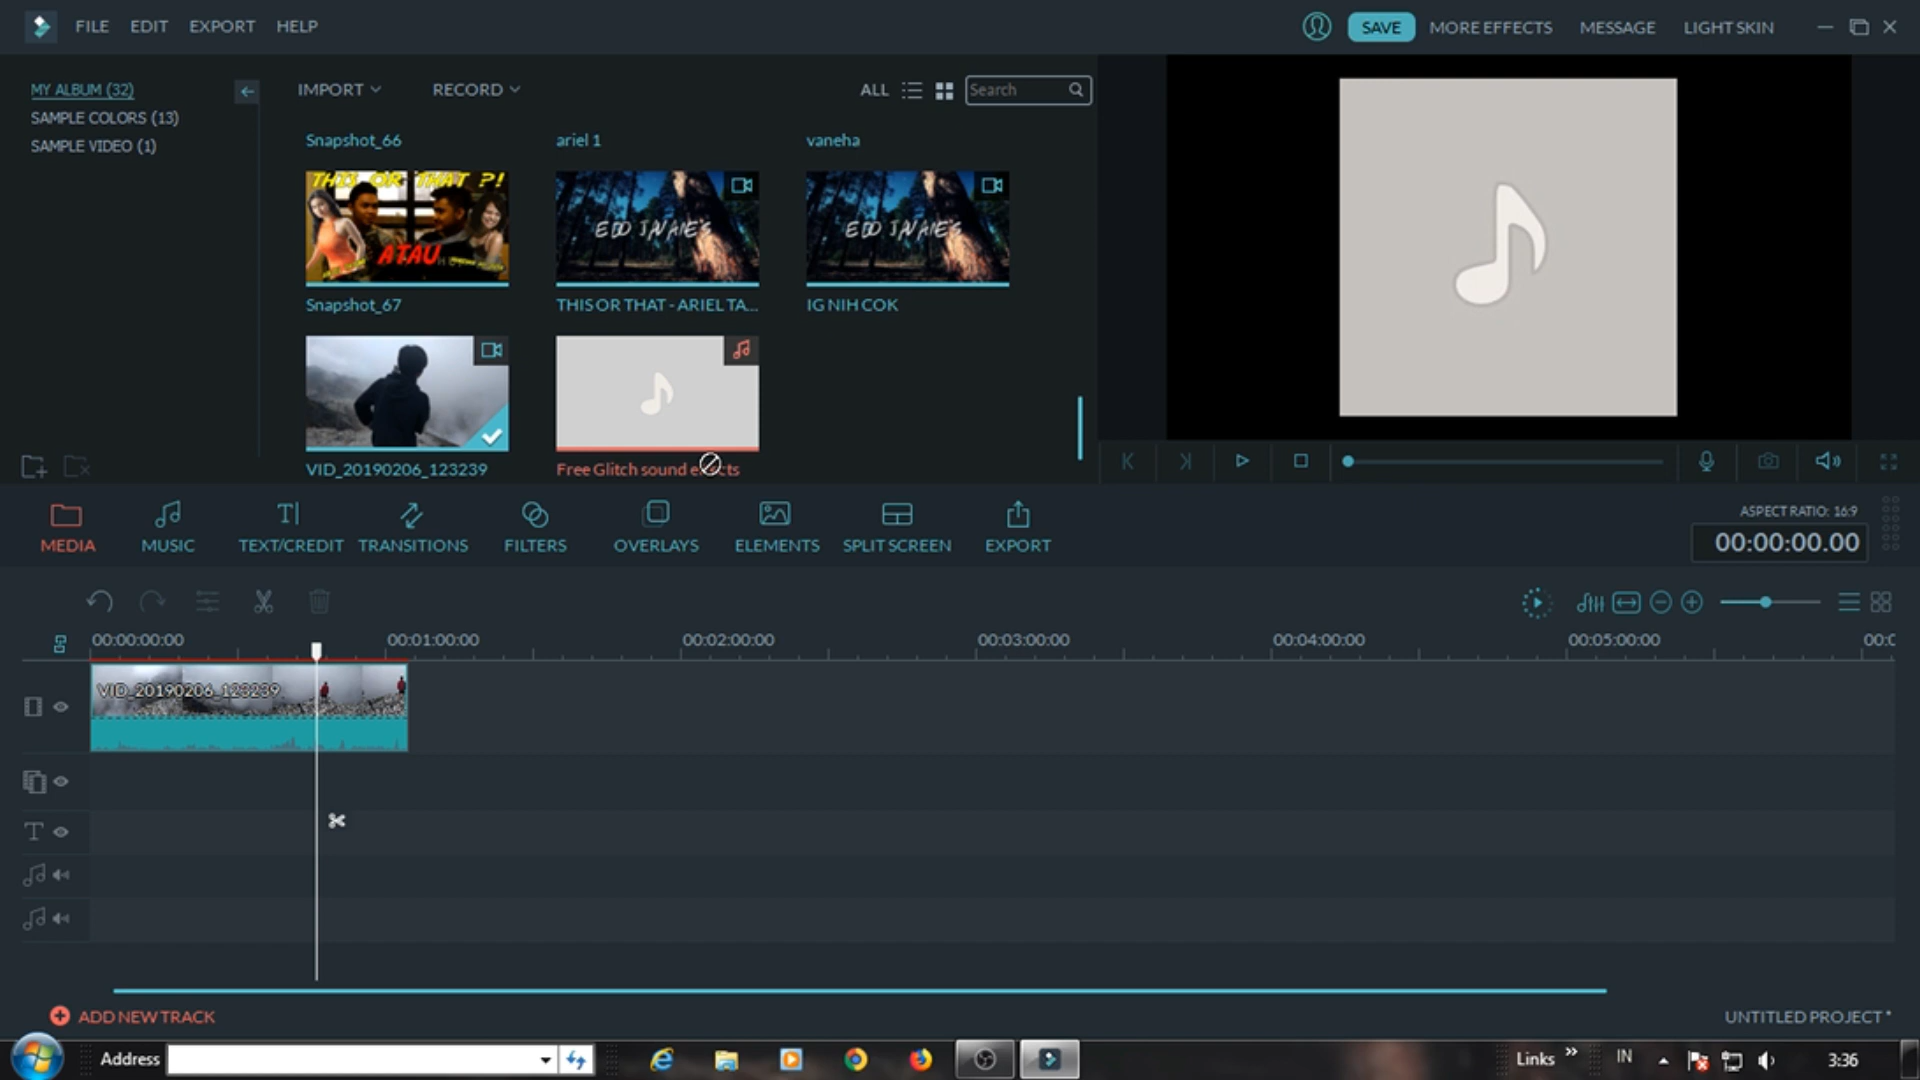 FILE EDIT EXPORT HELP
SAVE MORE EFFECTS MESSAGE LIGHT SKIN
MY ALBUM (32)
SAMPLE COLORS (13)
SAMPLE VIDEO (1)
IMPORT RECORD ALL Search
Snapshot_66 ariel 1 vaneha
THIS OR THAT ?!
ATAU
EDD JAVAIE'S
EDD JAVAIE'S
Snapshot_67 THIS OR THAT - ARIEL TA... IG NIH COK
VID_20190206_123239 Free Glitch sound effects
MEDIA MUSIC TEXT/CREDIT TRANSITIONS FILTERS OVERLAYS ELEMENTS SPLIT SCREEN EXPORT
ASPECT RATIO: 16:9
00:00:00.00
00:00:00:00 00:01:00:00 00:02:00:00 00:03:00:00 00:04:00:00 00:05:00:00
VID_20190206_123239
ADD NEW TRACK
UNTITLED PROJECT *
Address Links » IN 3:36